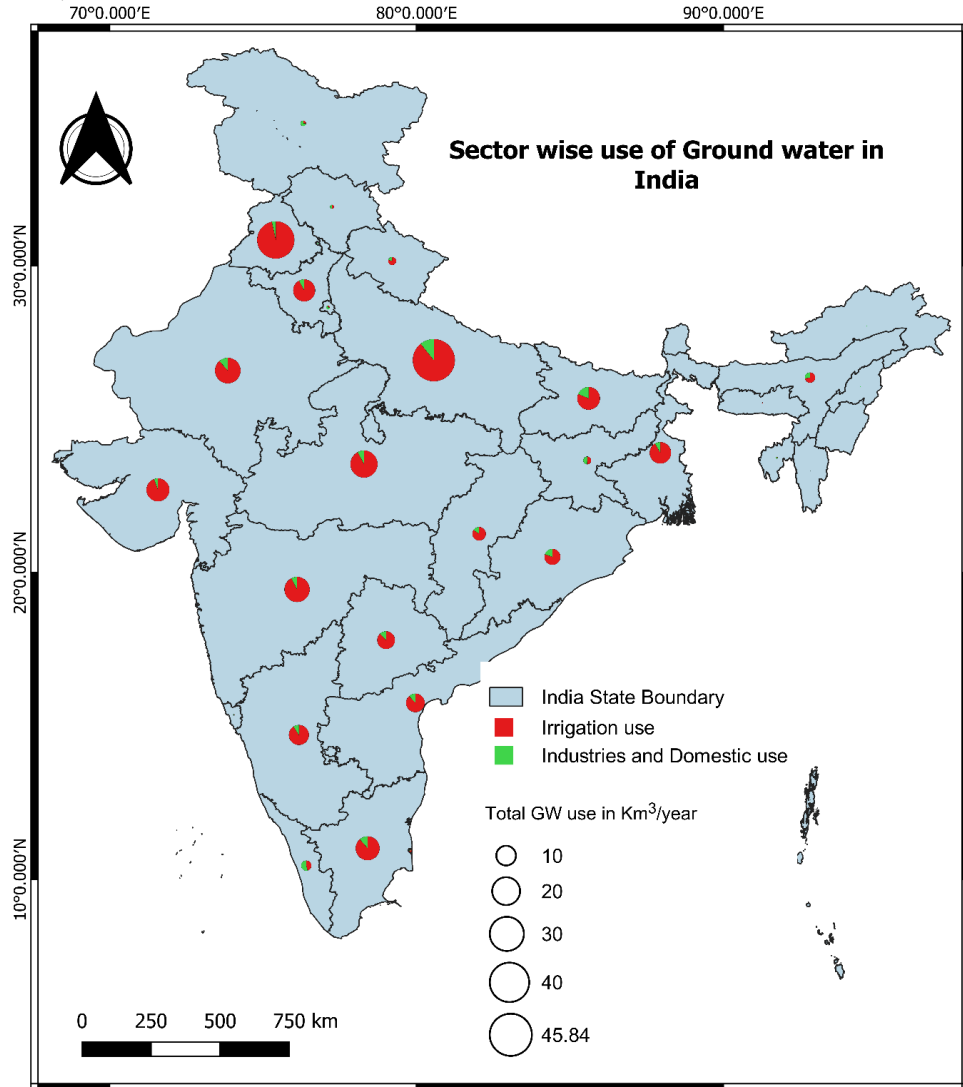 70°0.000'E
80°0.000'E
90°0.000'E
Sector wise use of Ground water in
India
30°0.000'N
20°0.000'N
10°0.000'N
India State Boundary
Irrigation use
Industries and Domestic use
Total GW use in Km³/year
10
20
30
40
45.84
0 250 500 750 km